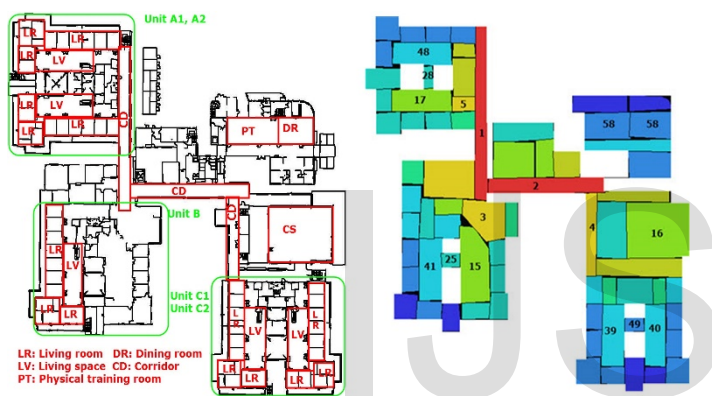 Unit A1, A2
LR
LR
LV
LR
LV
LR
LR
LR
CD
PT
DR
CD
CD
Unit B
CS
LR
LV
LR
LR
Unit C1
Unit C2
L
R
LV
LV
L
R
LR
LR
LR
LR: Living room DR: Dining room
LV: Living space CD: Corridor
PT: Physical training room
48
28
17
5
1
58
58
2
3
4
16
41
25
15
39
49
40
IJS